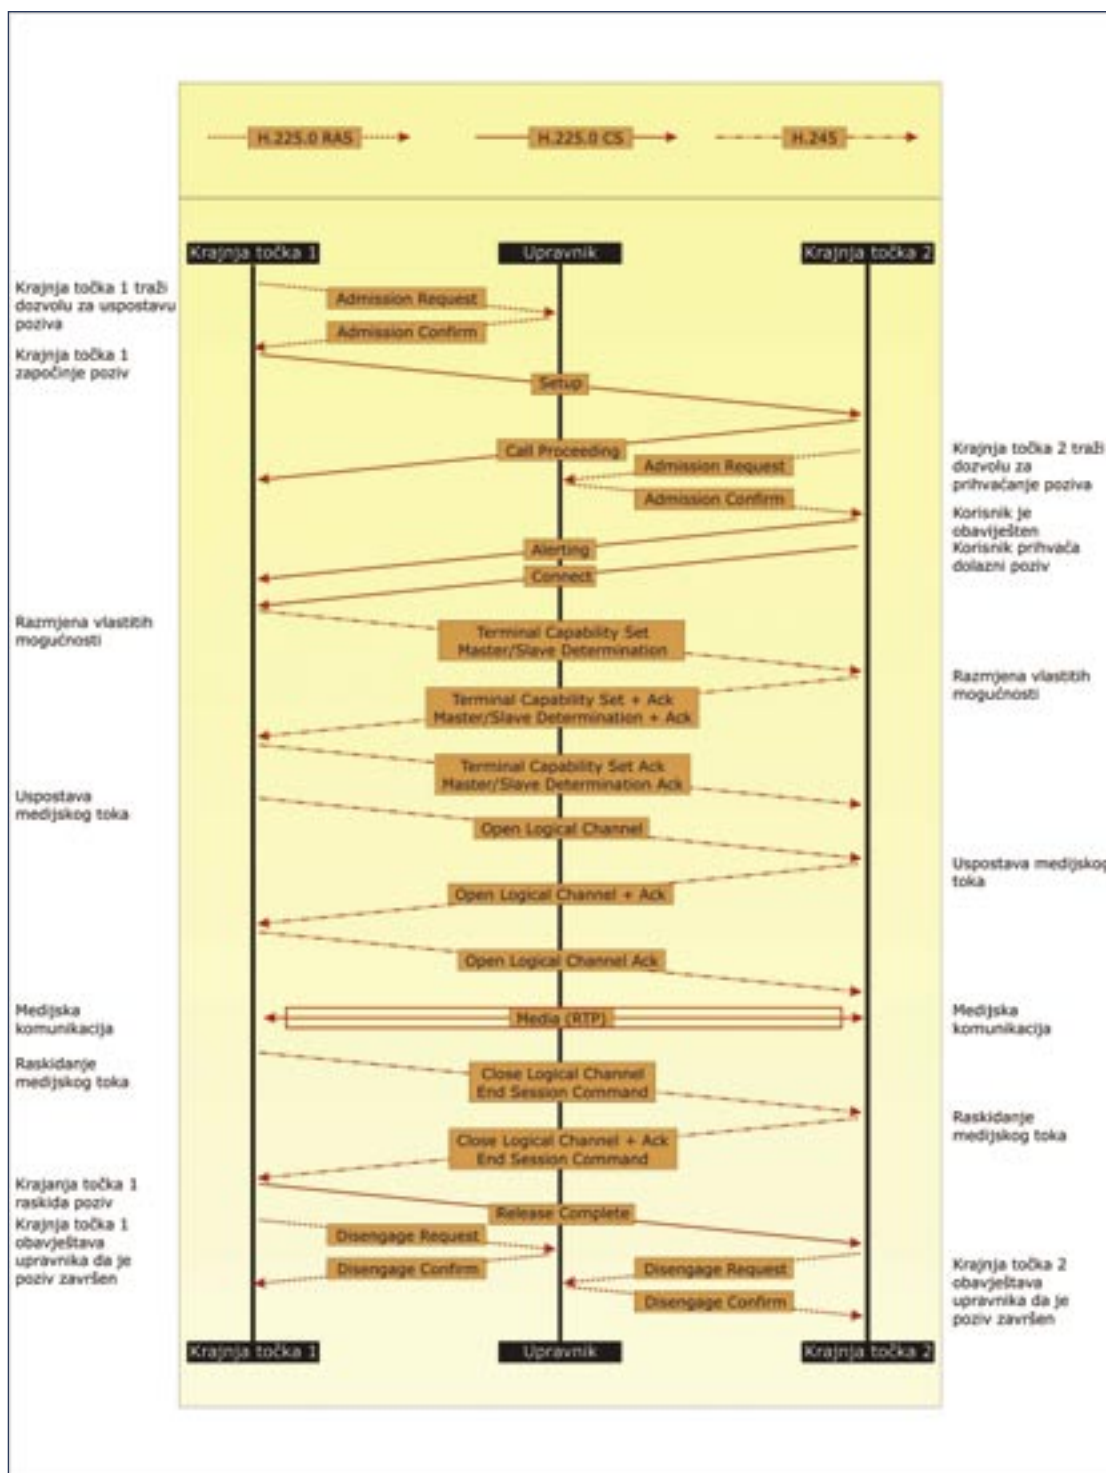 H.225.0 RAS
H.225.0 CS
H.245
Krajnja točka 1
Upravnik
Krajnja točka 2
Krajnja točka 1 traži
dozvolu za uspostavu
poziva
Admission Request
Admission Confirm
Krajnja točka 1
započinje poziv
Setup
Call Proceeding
Krajnja točka 2 traži
dozvolu za
prihvaćanje poziva
Admission Request
Admission Confirm
Korisnik je
obaviješten
Alerting
Korisnik prihvaća
dolazni poziv
Connect
Razmjena vlastitih
mogućnosti
Terminal Capability Set
Master/Slave Determination
Razmjena vlastitih
mogućnosti
Terminal Capability Set + Ack
Master/Slave Determination + Ack
Terminal Capability Set Ack
Master/Slave Determination Ack
Uspostava
medijskog toka
Open Logical Channel
Uspostava medijskog
toka
Open Logical Channel + Ack
Open Logical Channel Ack
Medijska
komunikacija
Media (RTP)
Medijska
komunikacija
Raskidanje
medijskog toka
Close Logical Channel
End Session Command
Raskidanje
medijskog toka
Close Logical Channel + Ack
End Session Command
Krajanja točka 1
raskida poziv
Release Complete
Krajnja točka 1
obavještava
upravnika da je
poziv završen
Disengage Request
Disengage Confirm
Disengage Request
Disengage Confirm
Krajnja točka 2
obavještava
upravnika da je
poziv završen
Krajnja točka 1
Upravnik
Krajnja točka 2